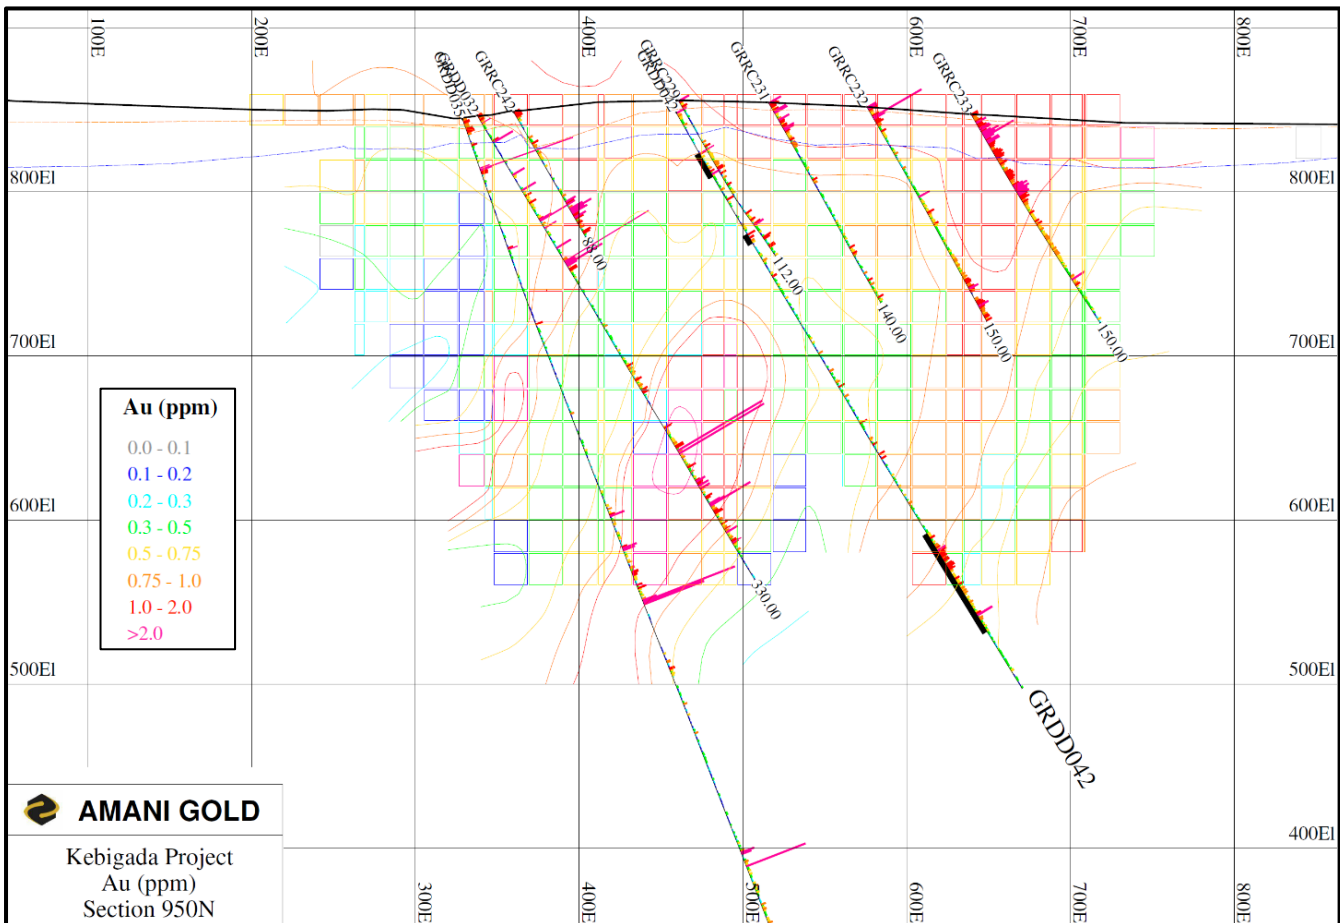 100E 200E 400E 500E 600E 700E 800E
GRDD035
GRDD032
GRRC242
GRRC291
GRDD042
GRRC231
GRRC232
GRRC233
800El 800El
88.00
112.00
140.00
150.00
150.00
700El 700El
Au (ppm)
0.0 - 0.1
0.1 - 0.2
0.2 - 0.3
0.3 - 0.5
0.5 - 0.75
0.75 - 1.0
1.0 - 2.0
>2.0
600El 600El
330.00
500El 500El
GRDD042
AMANI GOLD
400El
Kebigada Project
Au (ppm)
Section 950N
300E 500E 600E 700E 800E